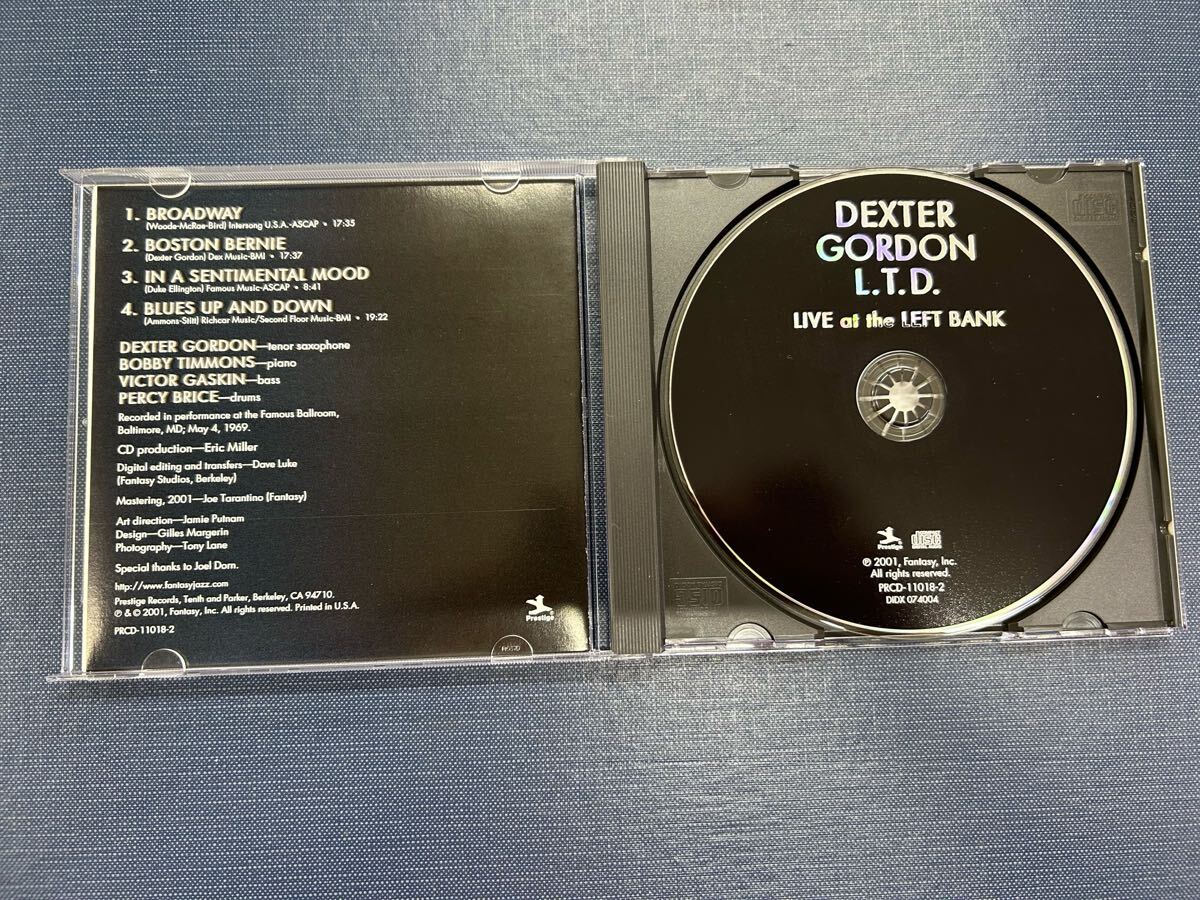 1. BROADWAY
(Woode-McRae-Bird) Intersong U.S.A.-ASCAP • 17:35
2. BOSTON BERNIE
(Dexter Gordon) Dex Music-BMI • 17:37
3. IN A SENTIMENTAL MOOD
(Duke Ellington) Famous Music-ASCAP • 8:41
4. BLUES UP AND DOWN
(Ammons-Stitt) Richcar Music/Second Floor Music-BMI • 19:22
DEXTER GORDON—tenor saxophone
BOBBY TIMMONS—piano
VICTOR GASKIN—bass
PERCY BRICE—drums
Recorded in performance at the Famous Ballroom,
Baltimore, MD; May 4, 1969.
CD production—Eric Miller
Digital editing and transfers—Dave Luke
(Fantasy Studios, Berkeley)
Mastering, 2001—Joe Tarantino (Fantasy)
Art direction—Jamie Putnam
Design—Gilles Margerin
Photography—Tony Lane
Special thanks to Joel Dorn.
http://www.fantasyjazz.com
Prestige Records, Tenth and Parker, Berkeley, CA 94710.
℗ & © 2001, Fantasy, Inc. All rights reserved. Printed in U.S.A.
PRCD-11018-2
Prestige
DEXTER
GORDON
L.T.D.
LIVE at the LEFT BANK
Prestige
COMPACT
disc
DIGITAL AUDIO
℗ 2001, Fantasy, Inc.
All rights reserved.
PRCD-11018-2
DIDX 074004
disc